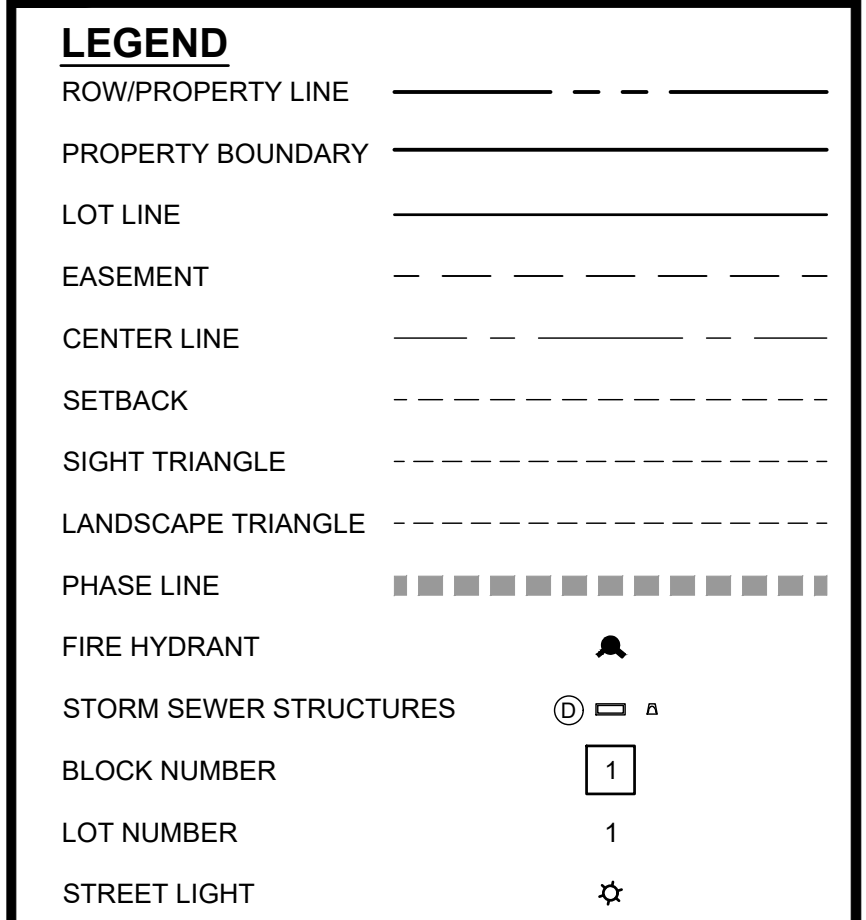 LEGEND
ROW/PROPERTY LINE
PROPERTY BOUNDARY
LOT LINE
EASEMENT
CENTER LINE
SETBACK
SIGHT TRIANGLE
LANDSCAPE TRIANGLE
PHASE LINE
FIRE HYDRANT
STORM SEWER STRUCTURES D
BLOCK NUMBER 1
LOT NUMBER 1
STREET LIGHT